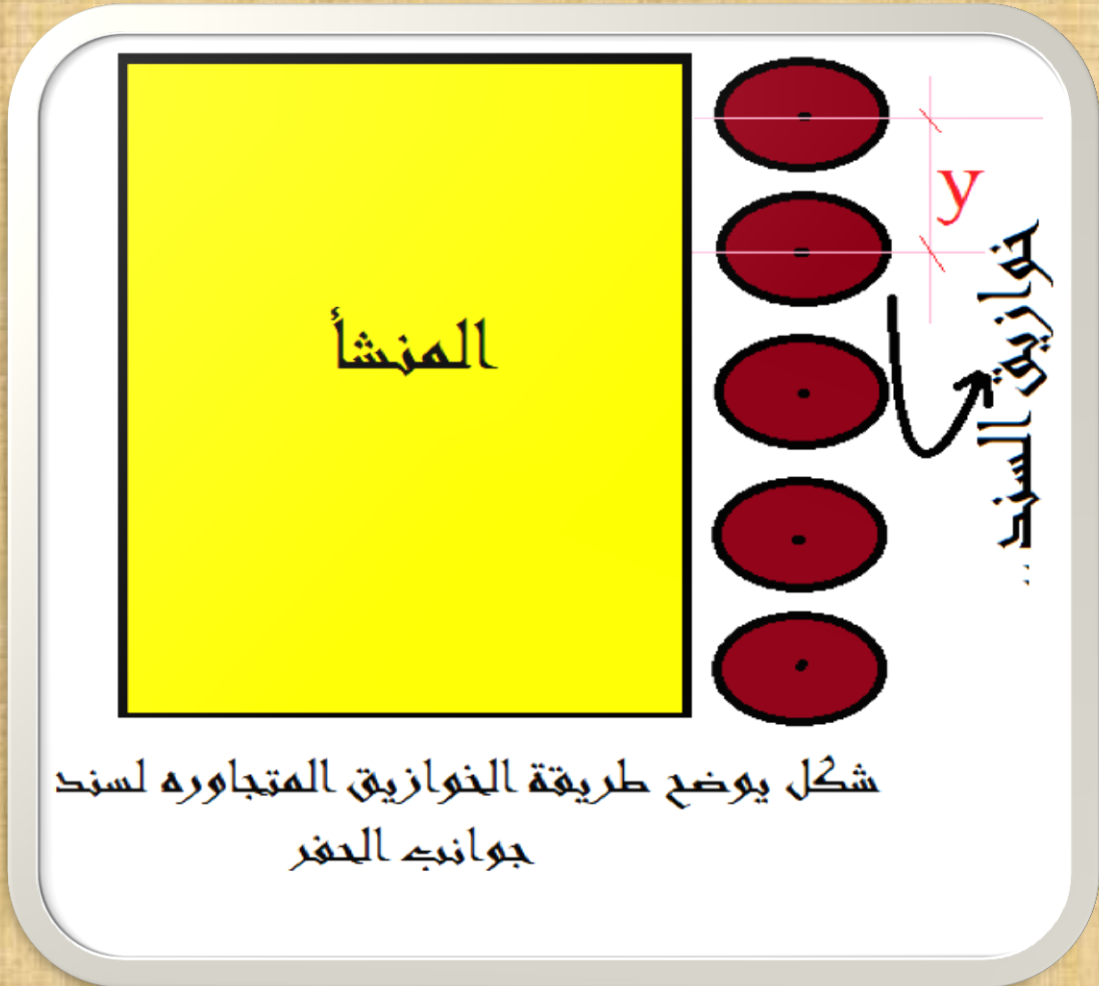 المنشأ
y
خوازيق السند..
شكل يوضح طريقة الخوازيق المتجاوره لسند
جوانب الحفر